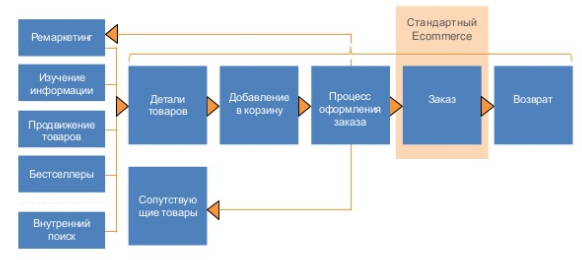 Стандартный
Ecommerce
Ремаркетинг
Изучение
информации
Продвижение
товаров
Бестселлеры
Внутренний
поиск
Детали
товаров
Добавление
в корзину
Процесс
оформления
заказа
Заказ
Возврат
Сопутствую
щие товары